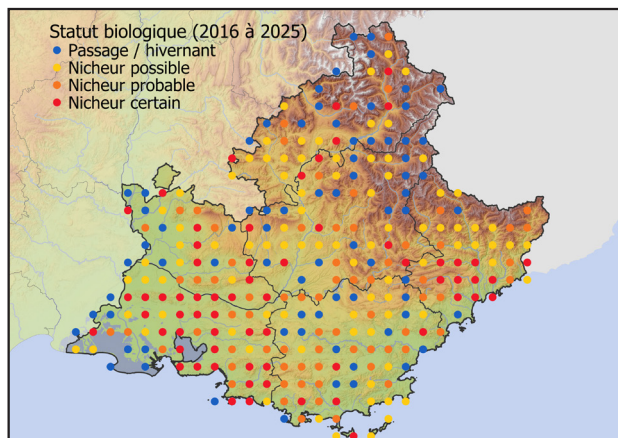 Statut biologique (2016 à 2025)
Passage / hivernant
Nicheur possible
Nicheur probable
Nicheur certain